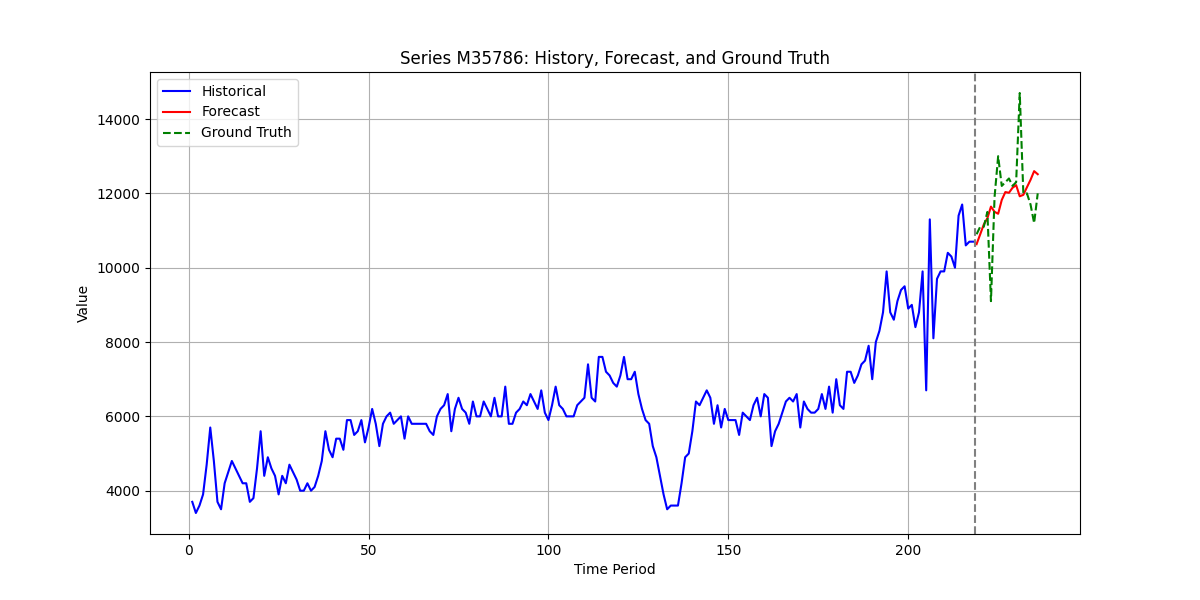 Series M35786: History, Forecast, and Ground Truth
Historical
Forecast
Ground Truth
14000
12000
10000
8000
6000
4000
Value
0
50
100
150
200
Time Period